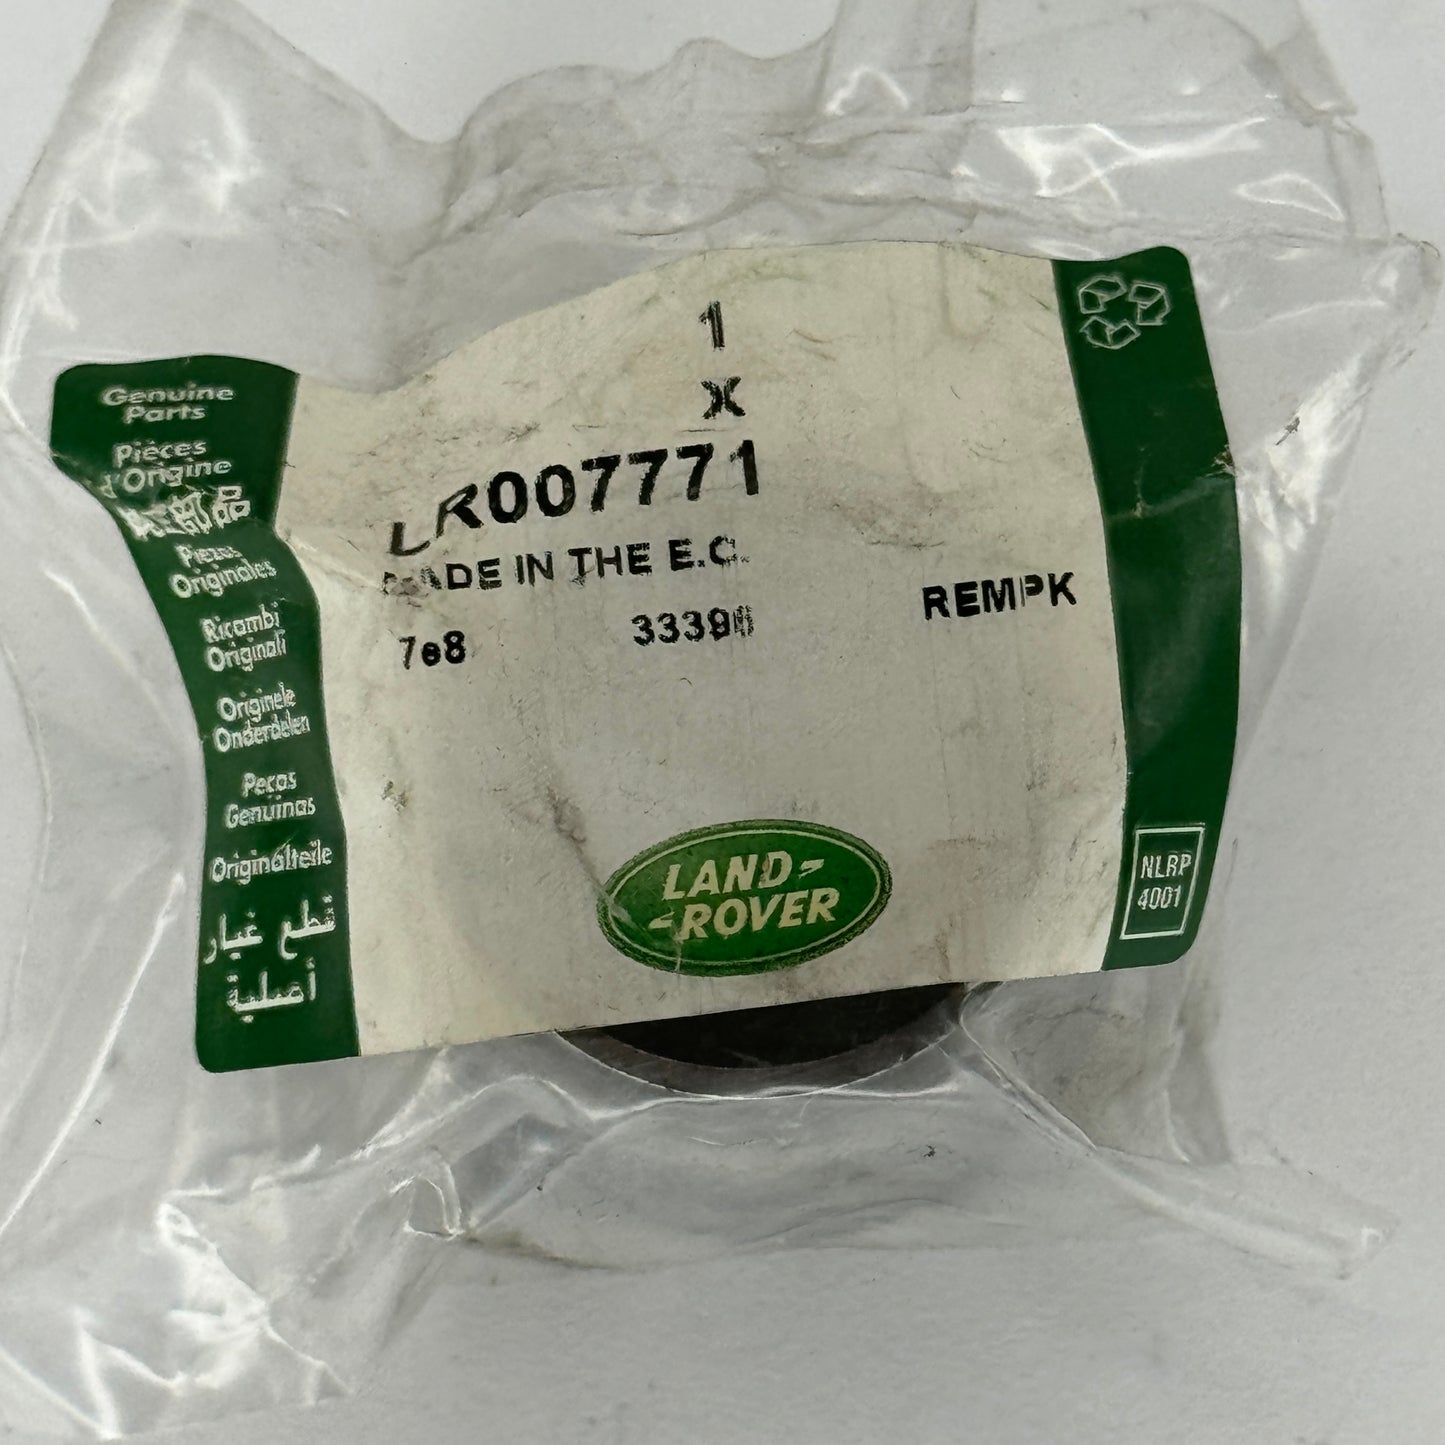 Genuine
Parts
Pièces
d'Origine
Piezas
Originales
Ricambi
Originali
Originele
Onderdelen
Peças
Genuinas
Originalteile
قطع غيار
أصلية
1
X
LR007771
MADE IN THE E.C.
7e8
REMPK
LAND-
-ROVER
NLRP
4001